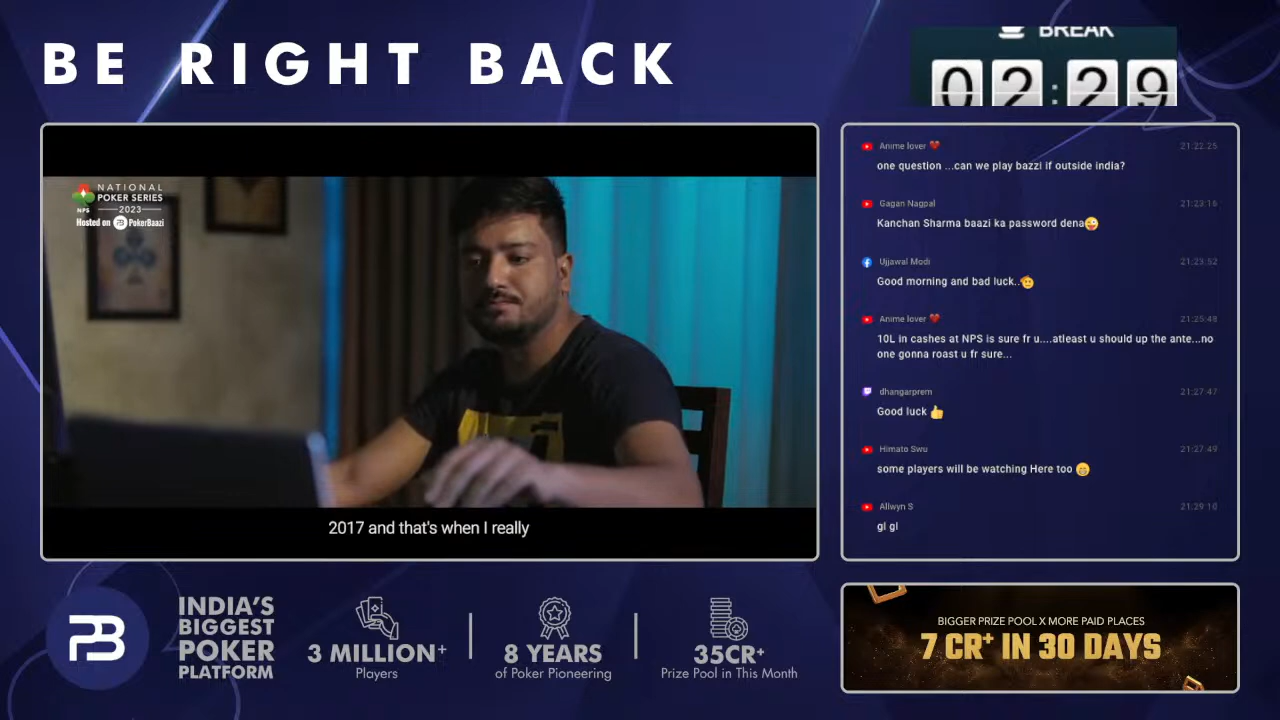 BE RIGHT BACK
BREAK
02:29
NATIONAL
POKER SERIES
NPS
2023
Hosted on PB PokerBaazi
2017 and that's when I really
Anime lover ❤️ 21:22:25
one question ...can we play bazzi if outside india?
Gagan Nagpal 21:23:16
Kanchan Sharma baazi ka password dena😜
Ujjawal Modi 21:23:52
Good morning and bad luck..🫡
Anime lover ❤️ 21:25:48
10L in cashes at NPS is sure fr u....atleast u should up the ante...no
one gonna roast u fr sure...
dhangarprem 21:27:47
Good luck 👍
Himato Swu 21:27:49
some players will be watching Here too 😁
Allwyn S 21:29:10
gl gl
PB
INDIA'S
BIGGEST
POKER
PLATFORM
3 MILLION+
Players
8 YEARS
of Poker Pioneering
35CR+
Prize Pool in This Month
BIGGER PRIZE POOL X MORE PAID PLACES
7 CR+ IN 30 DAYS